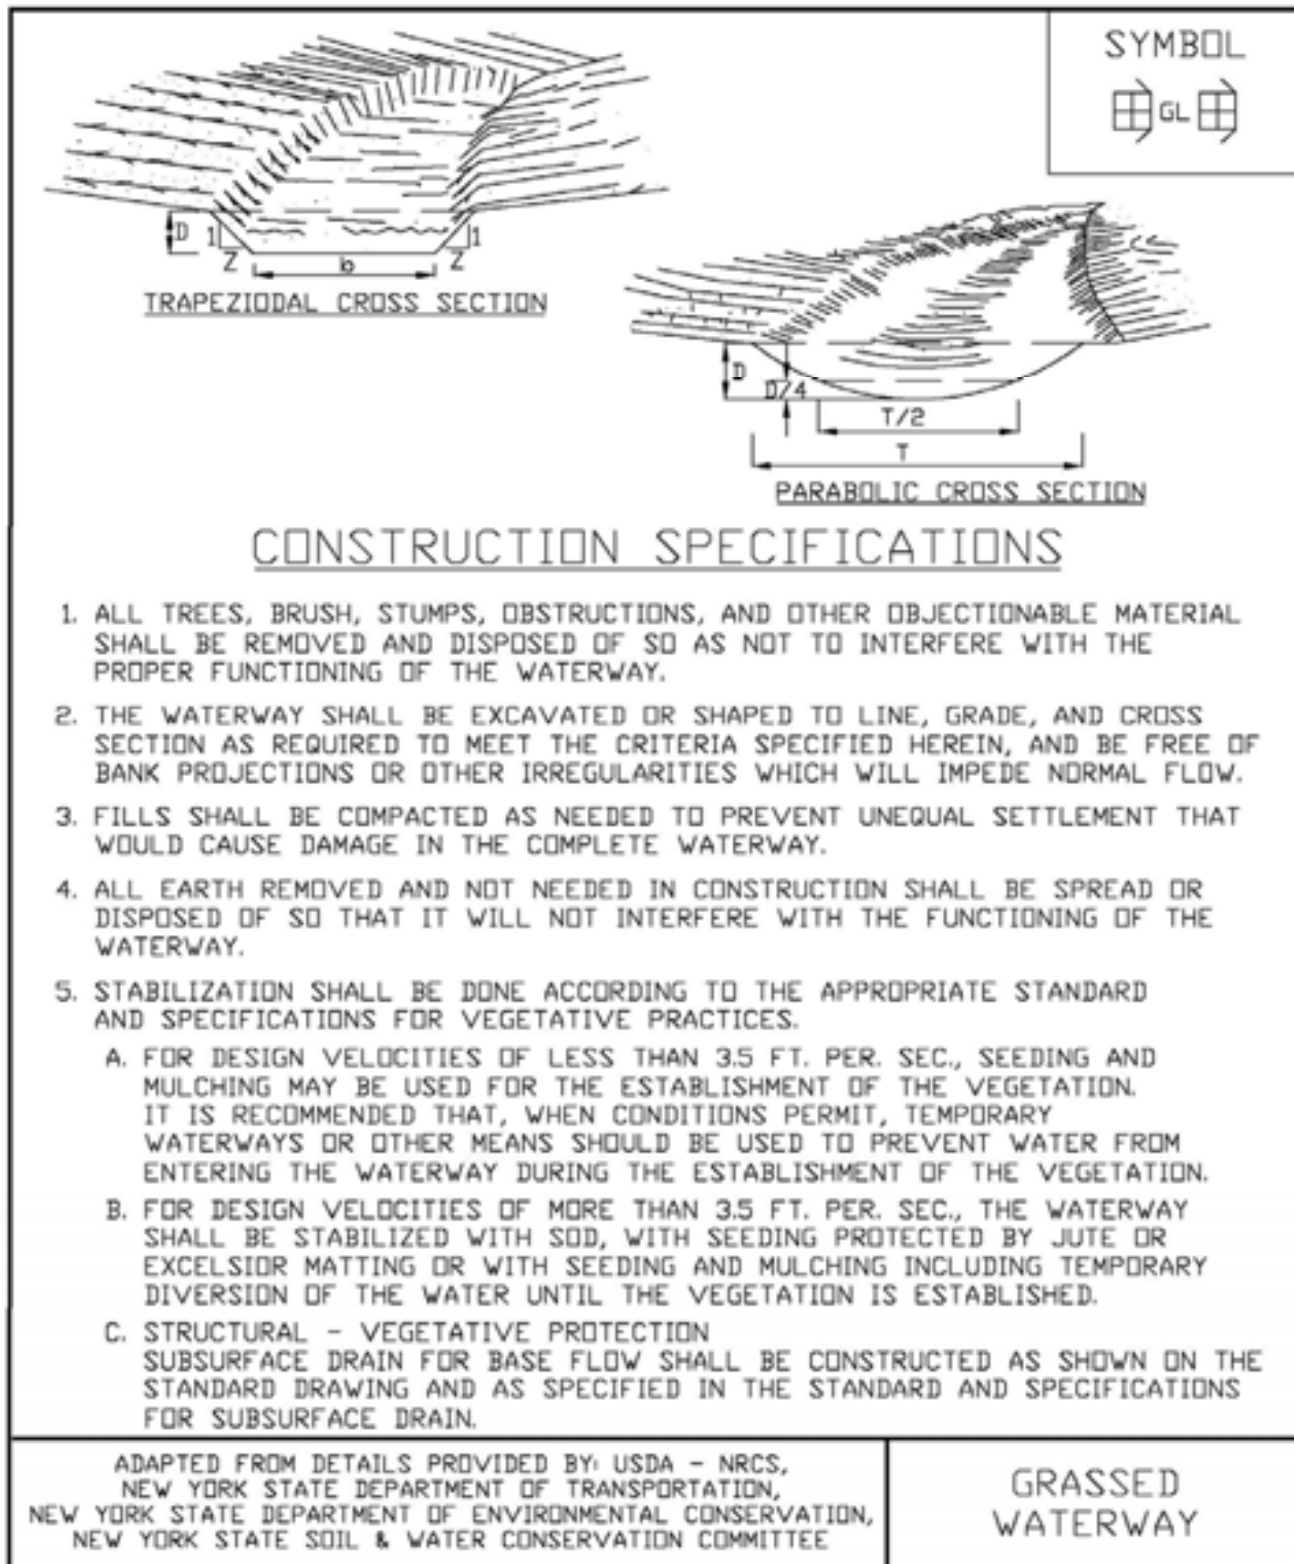 SYMBOL
GL
D
1
1
Z
b
Z
TRAPEZIODAL CROSS SECTION
D
D/4
T/2
T
PARABOLIC CROSS SECTION
CONSTRUCTION SPECIFICATIONS
1. ALL TREES, BRUSH, STUMPS, OBSTRUCTIONS, AND OTHER OBJECTIONABLE MATERIAL
SHALL BE REMOVED AND DISPOSED OF SO AS NOT TO INTERFERE WITH THE
PROPER FUNCTIONING OF THE WATERWAY.
2. THE WATERWAY SHALL BE EXCAVATED OR SHAPED TO LINE, GRADE, AND CROSS
SECTION AS REQUIRED TO MEET THE CRITERIA SPECIFIED HEREIN, AND BE FREE OF
BANK PROJECTIONS OR OTHER IRREGULARITIES WHICH WILL IMPEDE NORMAL FLOW.
3. FILLS SHALL BE COMPACTED AS NEEDED TO PREVENT UNEQUAL SETTLEMENT THAT
WOULD CAUSE DAMAGE IN THE COMPLETE WATERWAY.
4. ALL EARTH REMOVED AND NOT NEEDED IN CONSTRUCTION SHALL BE SPREAD OR
DISPOSED OF SO THAT IT WILL NOT INTERFERE WITH THE FUNCTIONING OF THE
WATERWAY.
5. STABILIZATION SHALL BE DONE ACCORDING TO THE APPROPRIATE STANDARD
AND SPECIFICATIONS FOR VEGETATIVE PRACTICES.
A. FOR DESIGN VELOCITIES OF LESS THAN 3.5 FT. PER. SEC., SEEDING AND
MULCHING MAY BE USED FOR THE ESTABLISHMENT OF THE VEGETATION.
IT IS RECOMMENDED THAT, WHEN CONDITIONS PERMIT, TEMPORARY
WATERWAYS OR OTHER MEANS SHOULD BE USED TO PREVENT WATER FROM
ENTERING THE WATERWAY DURING THE ESTABLISHMENT OF THE VEGETATION.
B. FOR DESIGN VELOCITIES OF MORE THAN 3.5 FT. PER. SEC., THE WATERWAY
SHALL BE STABILIZED WITH SOD, WITH SEEDING PROTECTED BY JUTE OR
EXCELSIOR MATTING OR WITH SEEDING AND MULCHING INCLUDING TEMPORARY
DIVERSION OF THE WATER UNTIL THE VEGETATION IS ESTABLISHED.
C. STRUCTURAL - VEGETATIVE PROTECTION
SUBSURFACE DRAIN FOR BASE FLOW SHALL BE CONSTRUCTED AS SHOWN ON THE
STANDARD DRAWING AND AS SPECIFIED IN THE STANDARD AND SPECIFICATIONS
FOR SUBSURFACE DRAIN.
ADAPTED FROM DETAILS PROVIDED BY: USDA - NRCS,
NEW YORK STATE DEPARTMENT OF TRANSPORTATION,
NEW YORK STATE DEPARTMENT OF ENVIRONMENTAL CONSERVATION,
NEW YORK STATE SOIL & WATER CONSERVATION COMMITTEE
GRASSED
WATERWAY